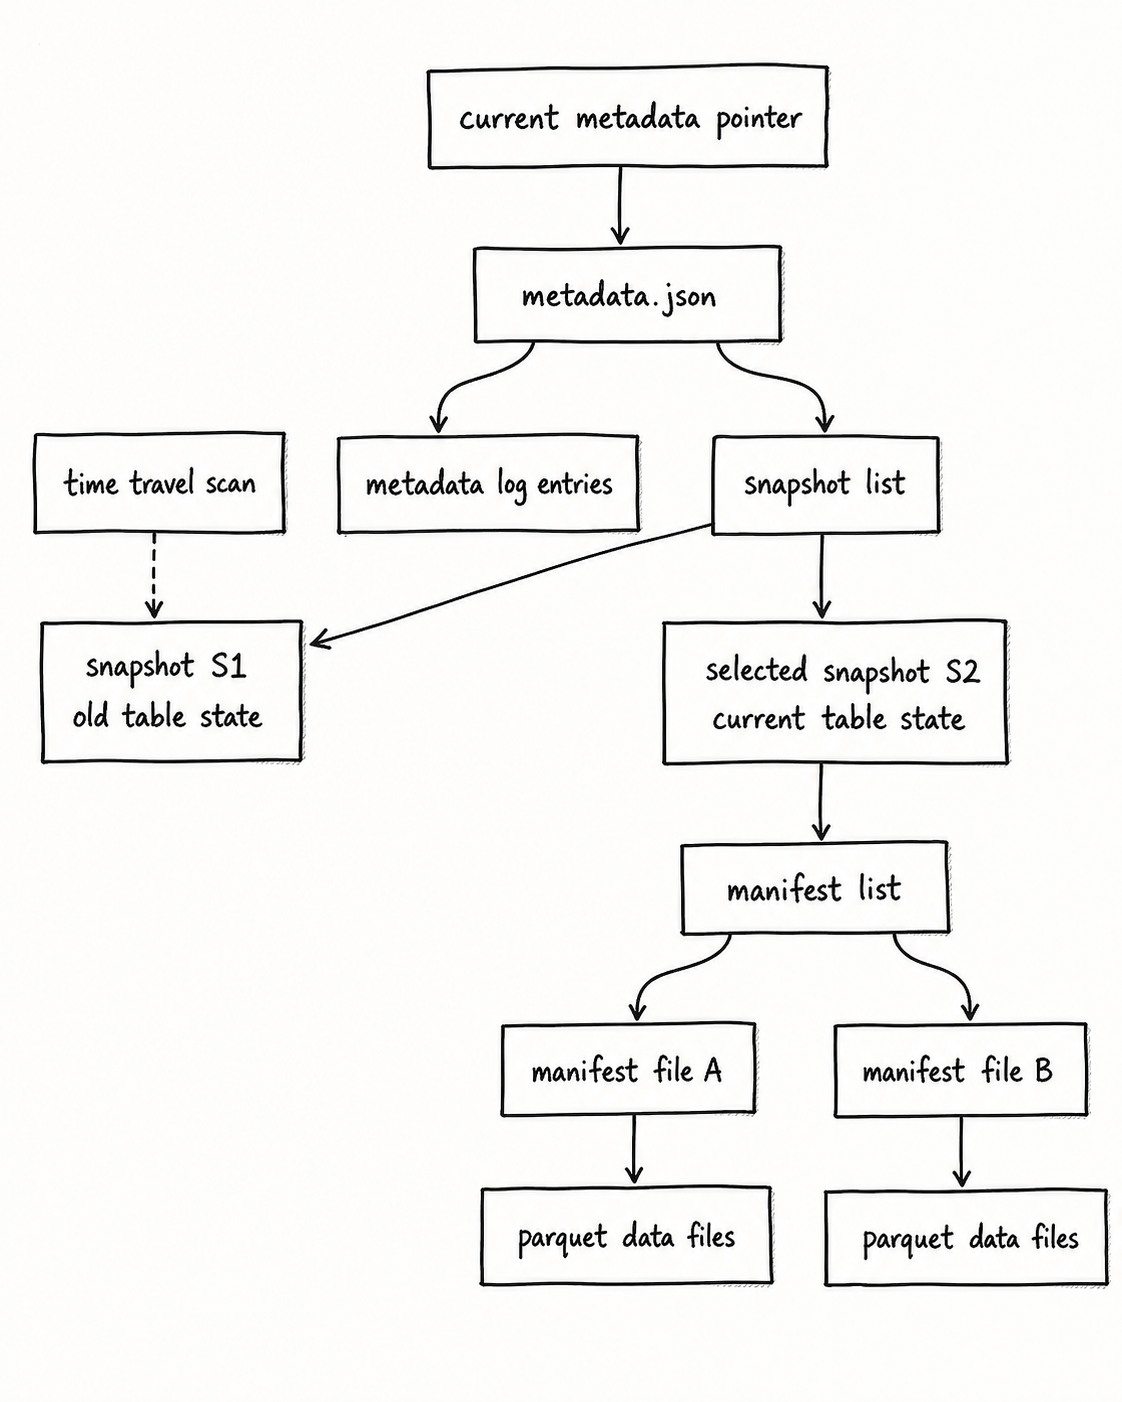 current metadata pointer
metadata.json
time travel scan
metadata log entries
snapshot list
snapshot S1
old table state
selected snapshot S2
current table state
manifest list
manifest file A
manifest file B
parquet data files
parquet data files